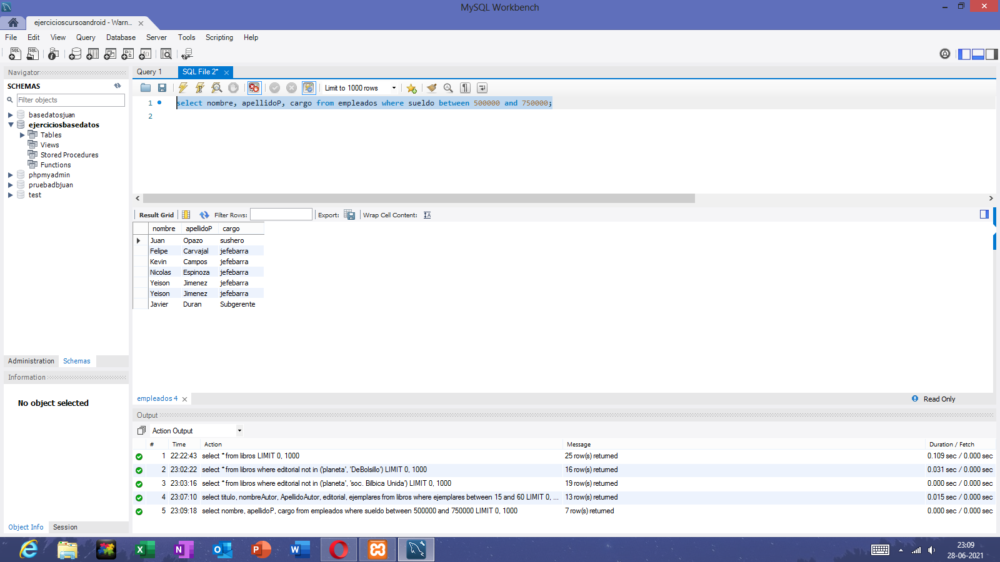 MySQL Workbench
ejercicioscursoandroid - Warn...
File Edit View Query Database Server Tools Scripting Help
Navigator
SCHEMAS
Filter objects
basedatosjuan
ejerciciosbasedatos
Tables
Views
Stored Procedures
Functions
phpmyadmin
pruebadbjuan
test
Administration Schemas
Information
No object selected
Object Info Session
Query 1 SQL File 2*
Limit to 1000 rows
1 select nombre, apellidoP, cargo from empleados where sueldo between 500000 and 750000;
2
Result Grid Filter Rows: Export: Wrap Cell Content:
nombre apellidoP cargo
Juan Opazo sushero
Felipe Carvajal jefebarra
Kevin Campos jefebarra
Nicolas Espinoza jefebarra
Yeison Jimenez jefebarra
Yeison Jimenez jefebarra
Javier Duran Subgerente
empleados 4 Read Only
Output
Action Output
# Time Action Message Duration / Fetch
1 22:22:43 select * from libros LIMIT 0, 1000 25 row(s) returned 0.109 sec / 0.000 sec
2 23:02:22 select * from libros where editorial not in ('planeta', 'DeBolsillo') LIMIT 0, 1000 16 row(s) returned 0.031 sec / 0.000 sec
3 23:03:16 select * from libros where editorial not in ('planeta', 'soc. Bilbica Unida') LIMIT 0, 1000 19 row(s) returned 0.000 sec / 0.000 sec
4 23:07:10 select titulo, nombreAutor, ApellidoAutor, editorial, ejemplares from libros where ejemplares between 15 and 60 LIMIT 0, ... 13 row(s) returned 0.015 sec / 0.000 sec
5 23:09:18 select nombre, apellidoP, cargo from empleados where sueldo between 500000 and 750000 LIMIT 0, 1000 7 row(s) returned 0.000 sec / 0.000 sec
23:09
28-06-2021